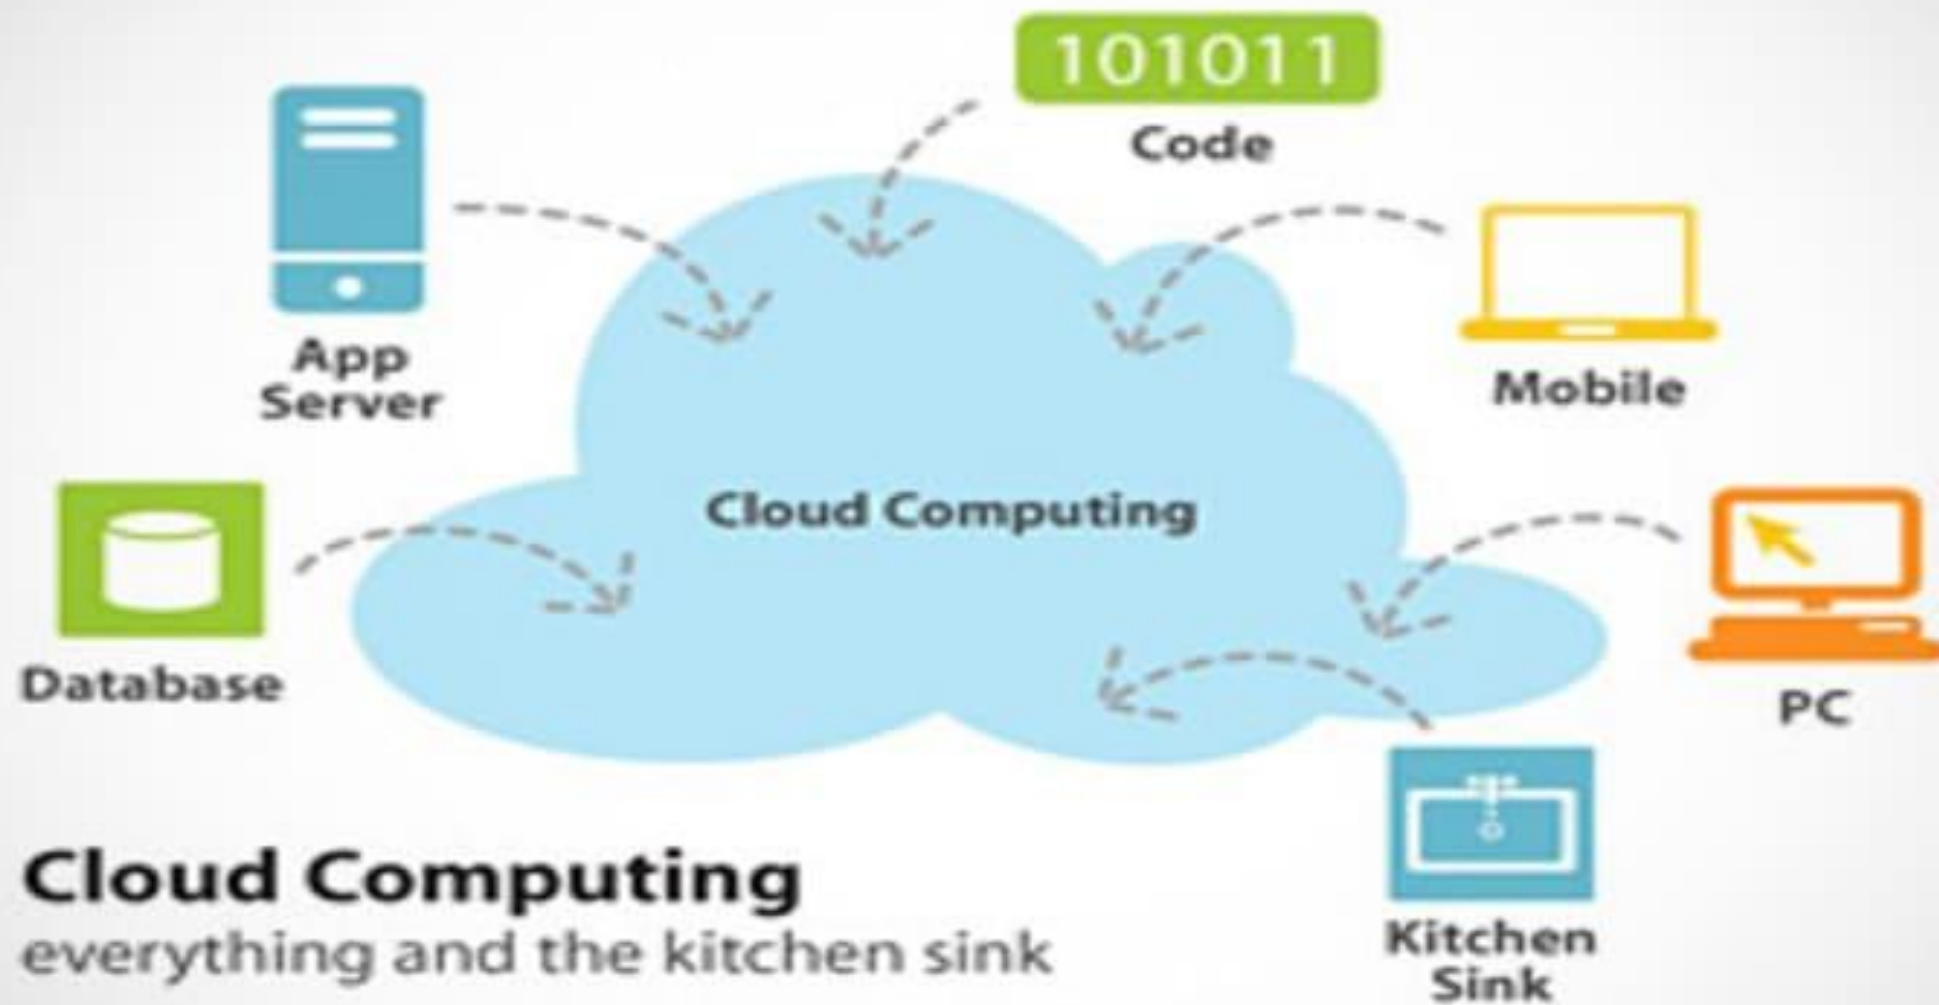 101011
Code
App
Server
Mobile
Cloud Computing
Database
PC
Cloud Computing
everything and the kitchen sink
Kitchen
Sink